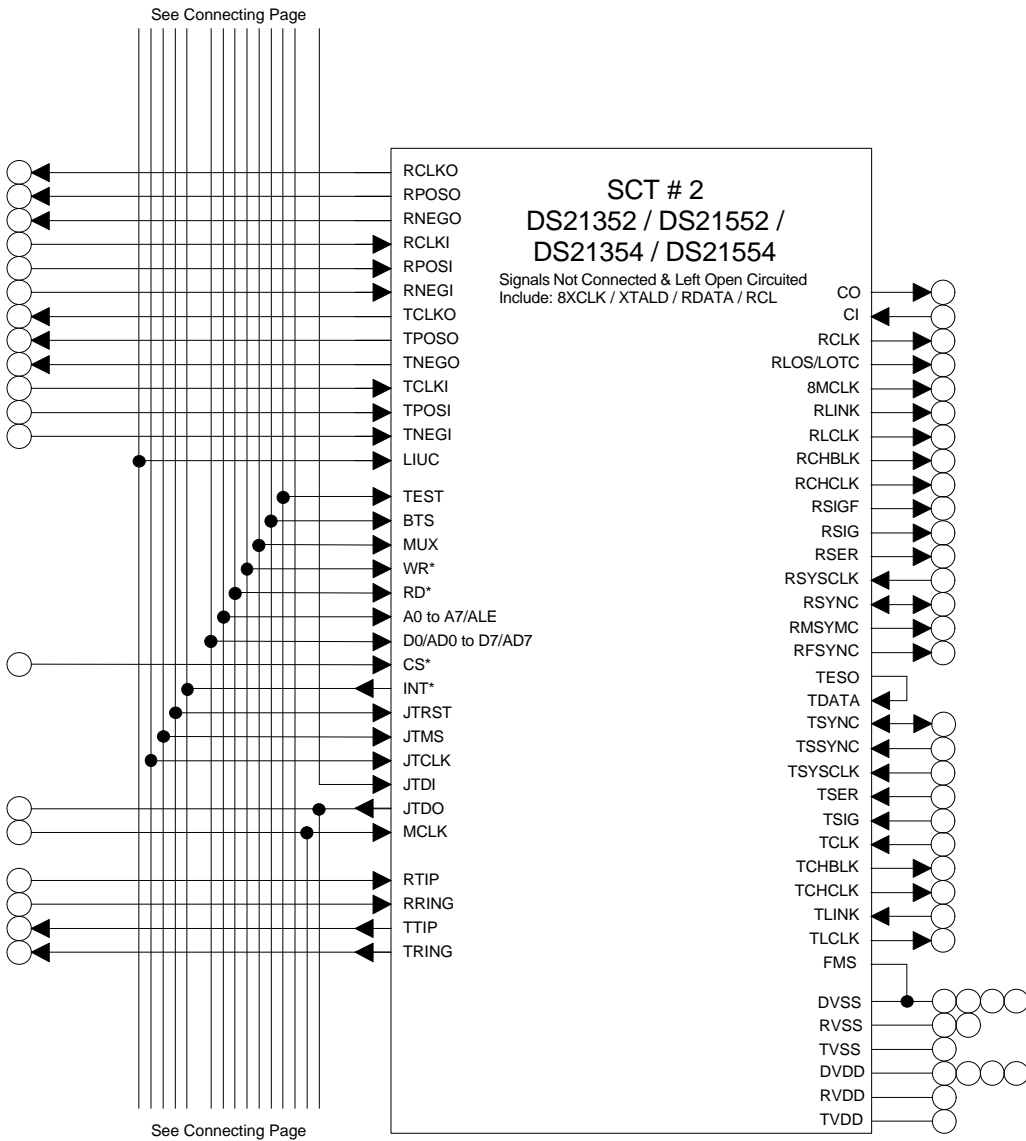 See Connecting Page
SCT # 2
DS21352 / DS21552 /
DS21354 / DS21554
Signals Not Connected & Left Open Circuited
Include: 8XCLK / XTALD / RDATA / RCL
RCLKO
RPOSO
RNEGO
RCLKI
RPOSI
RNEGI
TCLKO
TPOSO
TNEGO
TCLKI
TPOSI
TNEGI
LIUC
TEST
BTS
MUX
WR*
RD*
A0 to A7/ALE
D0/AD0 to D7/AD7
CS*
INT*
JTRST
JTMS
JTCLK
JTDI
JTDO
MCLK
RTIP
RRING
TTIP
TRING
CO
CI
RCLK
RLOS/LOTC
8MCLK
RLINK
RLCLK
RCHBLK
RCHCLK
RSIGF
RSIG
RSER
RSYSCLK
RSYNC
RMSYMC
RFSYNC
TESO
TDATA
TSYNC
TSSYNC
TSYSCLK
TSER
TSIG
TCLK
TCHBLK
TCHCLK
TLINK
TLCLK
FMS
DVSS
RVSS
TVSS
DVDD
RVDD
TVDD
See Connecting Page